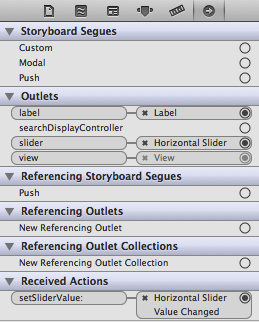 Storyboard Segues
Custom
Modal
Push
Outlets
label Label
searchDisplayController
slider Horizontal Slider
view View
Referencing Storyboard Segues
Push
Referencing Outlets
New Referencing Outlet
Referencing Outlet Collections
New Referencing Outlet Collection
Received Actions
setSliderValue: Horizontal Slider
Value Changed